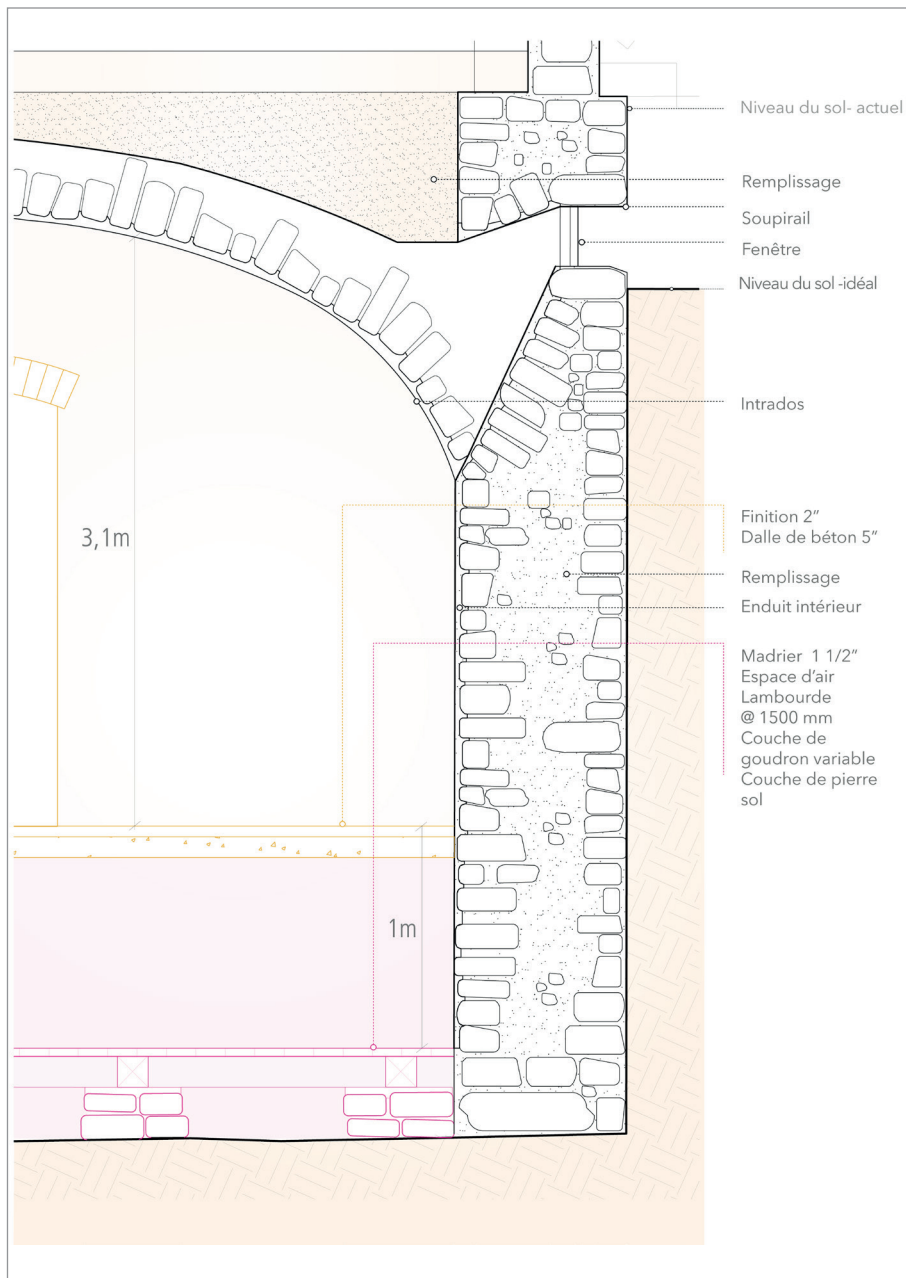 Niveau du sol- actuel
Remplissage
Soupirail
Fenêtre
Niveau du sol -idéal
Intrados
3,1m
Finition 2”
Dalle de béton 5”
Remplissage
Enduit intérieur
Madrier 1 1/2”
Espace d’air
Lambourde
@ 1500 mm
Couche de
goudron variable
Couche de pierre
sol
1m